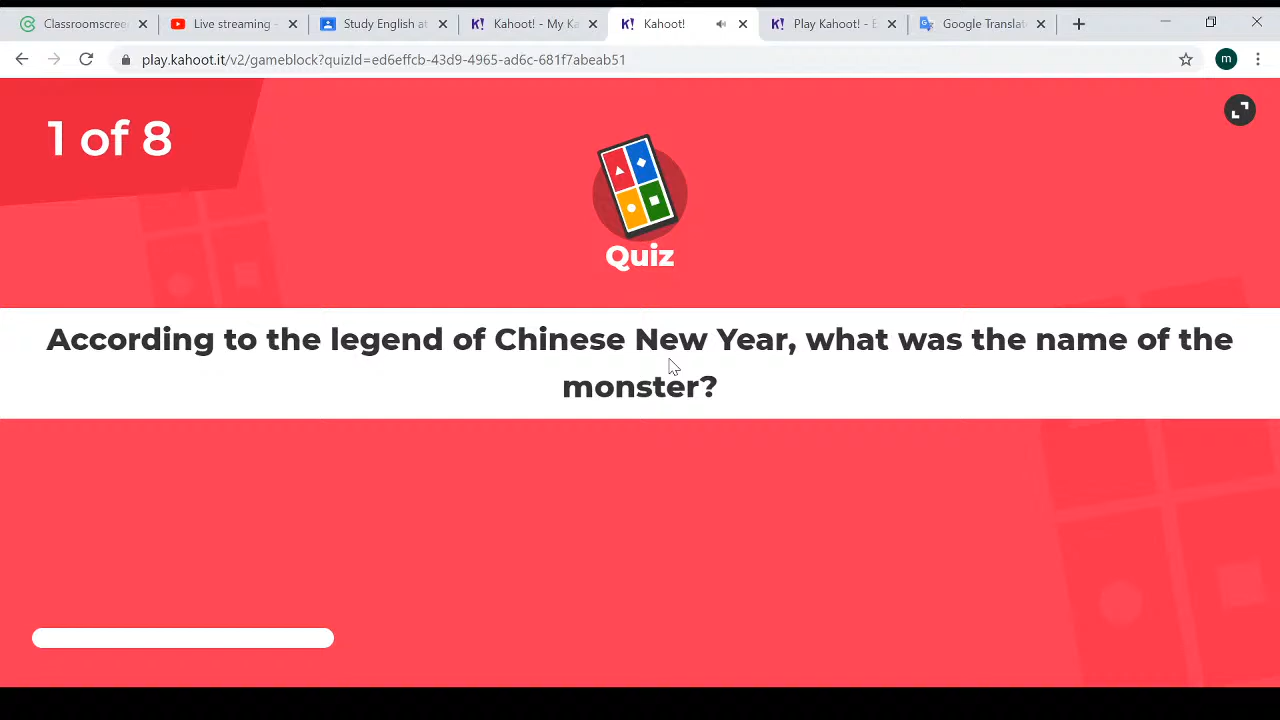 Classroomscree
Live streaming -
Study English at
K! Kahoot! - My Ka
K! Kahoot!
K! Play Kahoot! - E
Google Translat
play.kahoot.it/v2/gameblock?quizId=ed6effcb-43d9-4965-ad6c-681f7abeab51
m
1 of 8
Quiz
According to the legend of Chinese New Year, what was the name of the
monster?